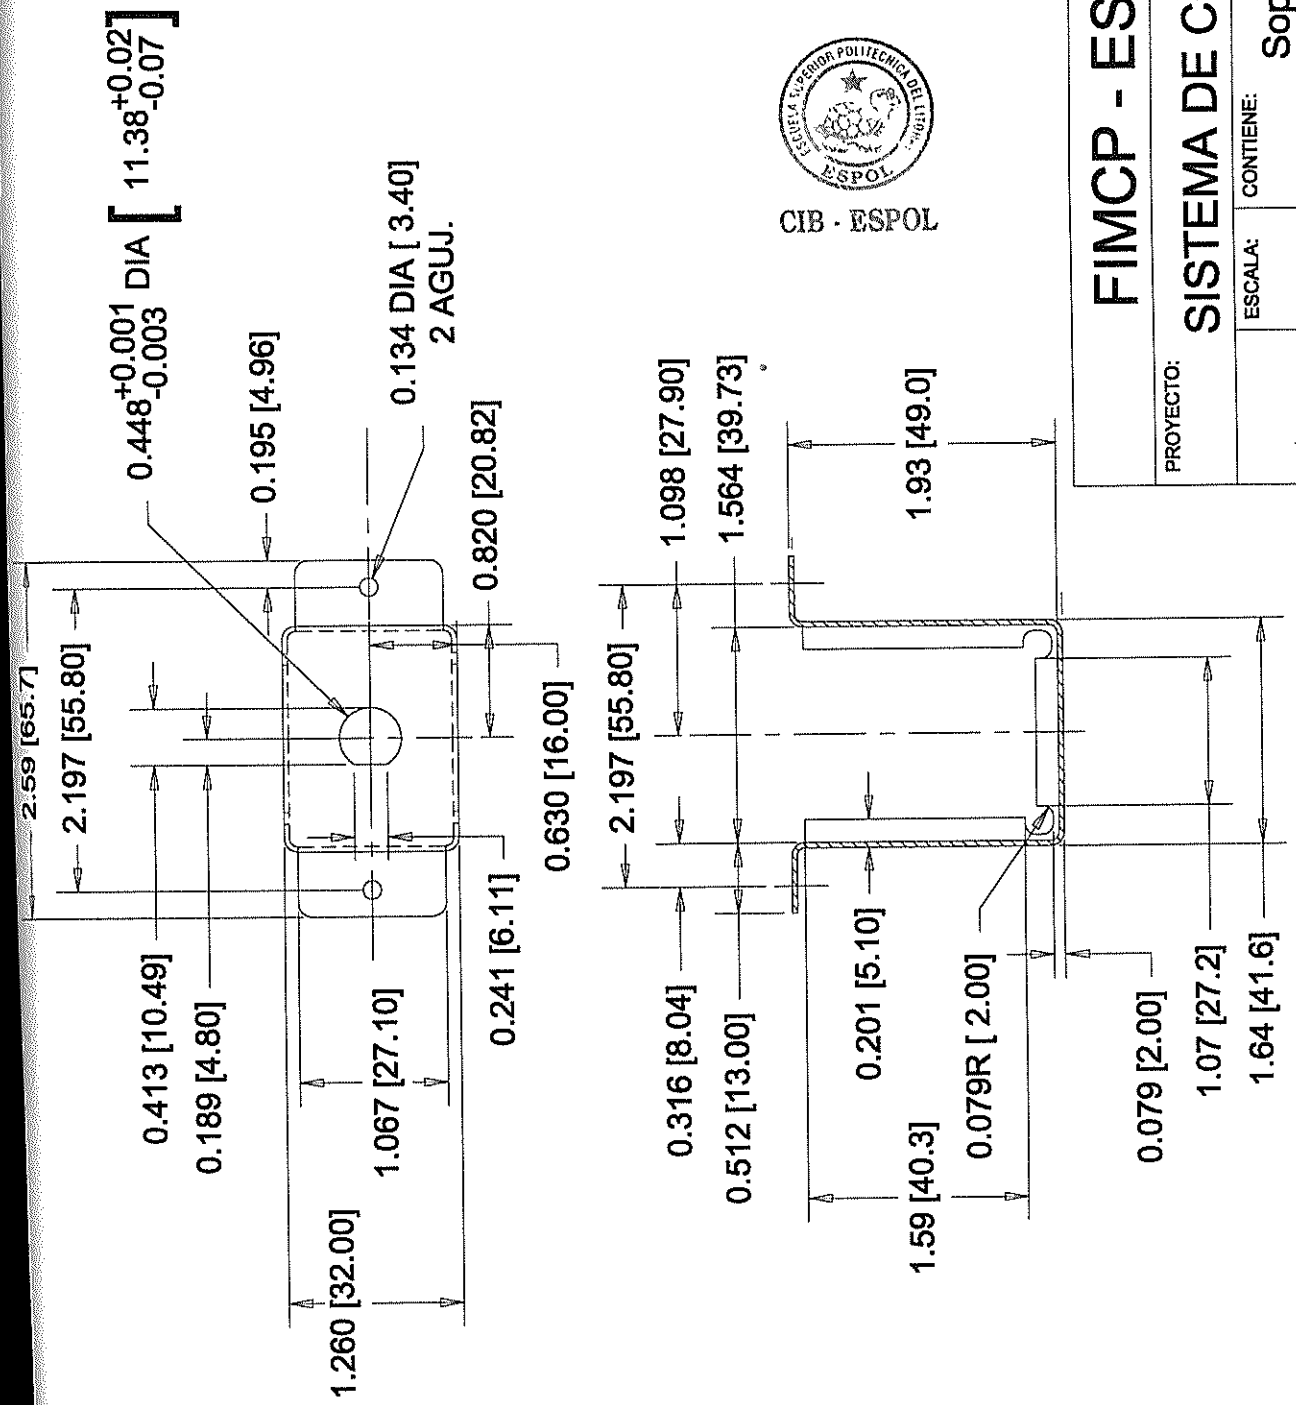 2.59 [65.7]
2.197 [55.80]
0.448 +0.001 -0.003 DIA [ 11.38 +0.02 -0.07 ]
0.195 [4.96]
0.134 DIA [ 3.40]
2 AGUJ.
0.820 [20.82]
0.630 [16.00]
0.413 [10.49]
0.189 [4.80]
1.067 [27.10]
0.241 [6.11]
1.260 [32.00]
2.197 [55.80]
1.098 [27.90]
1.564 [39.73]
1.93 [49.0]
0.316 [8.04]
0.512 [13.00]
0.201 [5.10]
1.59 [40.3]
0.079R [ 2.00]
0.079 [2.00]
1.07 [27.2]
1.64 [41.6]
ESCUELA SUPERIOR POLITECNICA DEL LITORAL
ESPOL
CIB - ESPOL
FIMCP - ES
PROYECTO:
SISTEMA DE C
ESCALA:
CONTIENE:
Sop